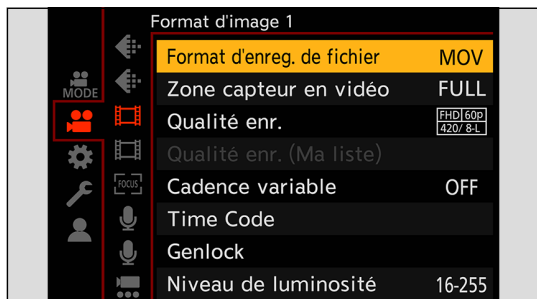 Format d'image 1
Format d'enreg. de fichier MOV
MODE
Zone capteur en vidéo FULL
Qualité enr. FHD 60p
420/ 8-L
Qualité enr. (Ma liste)
FOCUS
Cadence variable OFF
Time Code
Genlock
Niveau de luminosité 16-255